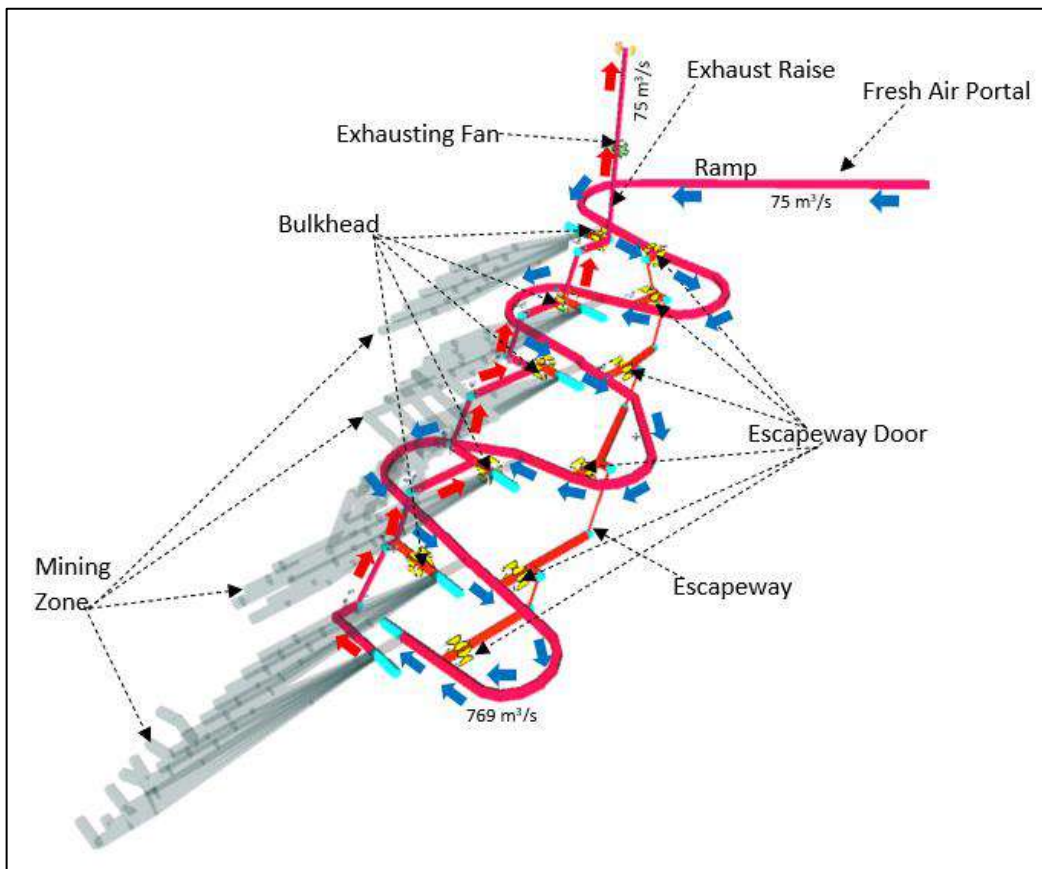 75 m³/s
Exhaust Raise
Fresh Air Portal
Exhausting Fan
Ramp
75 m³/s
Bulkhead
Escapeway Door
Mining
Zone
Escapeway
769 m³/s